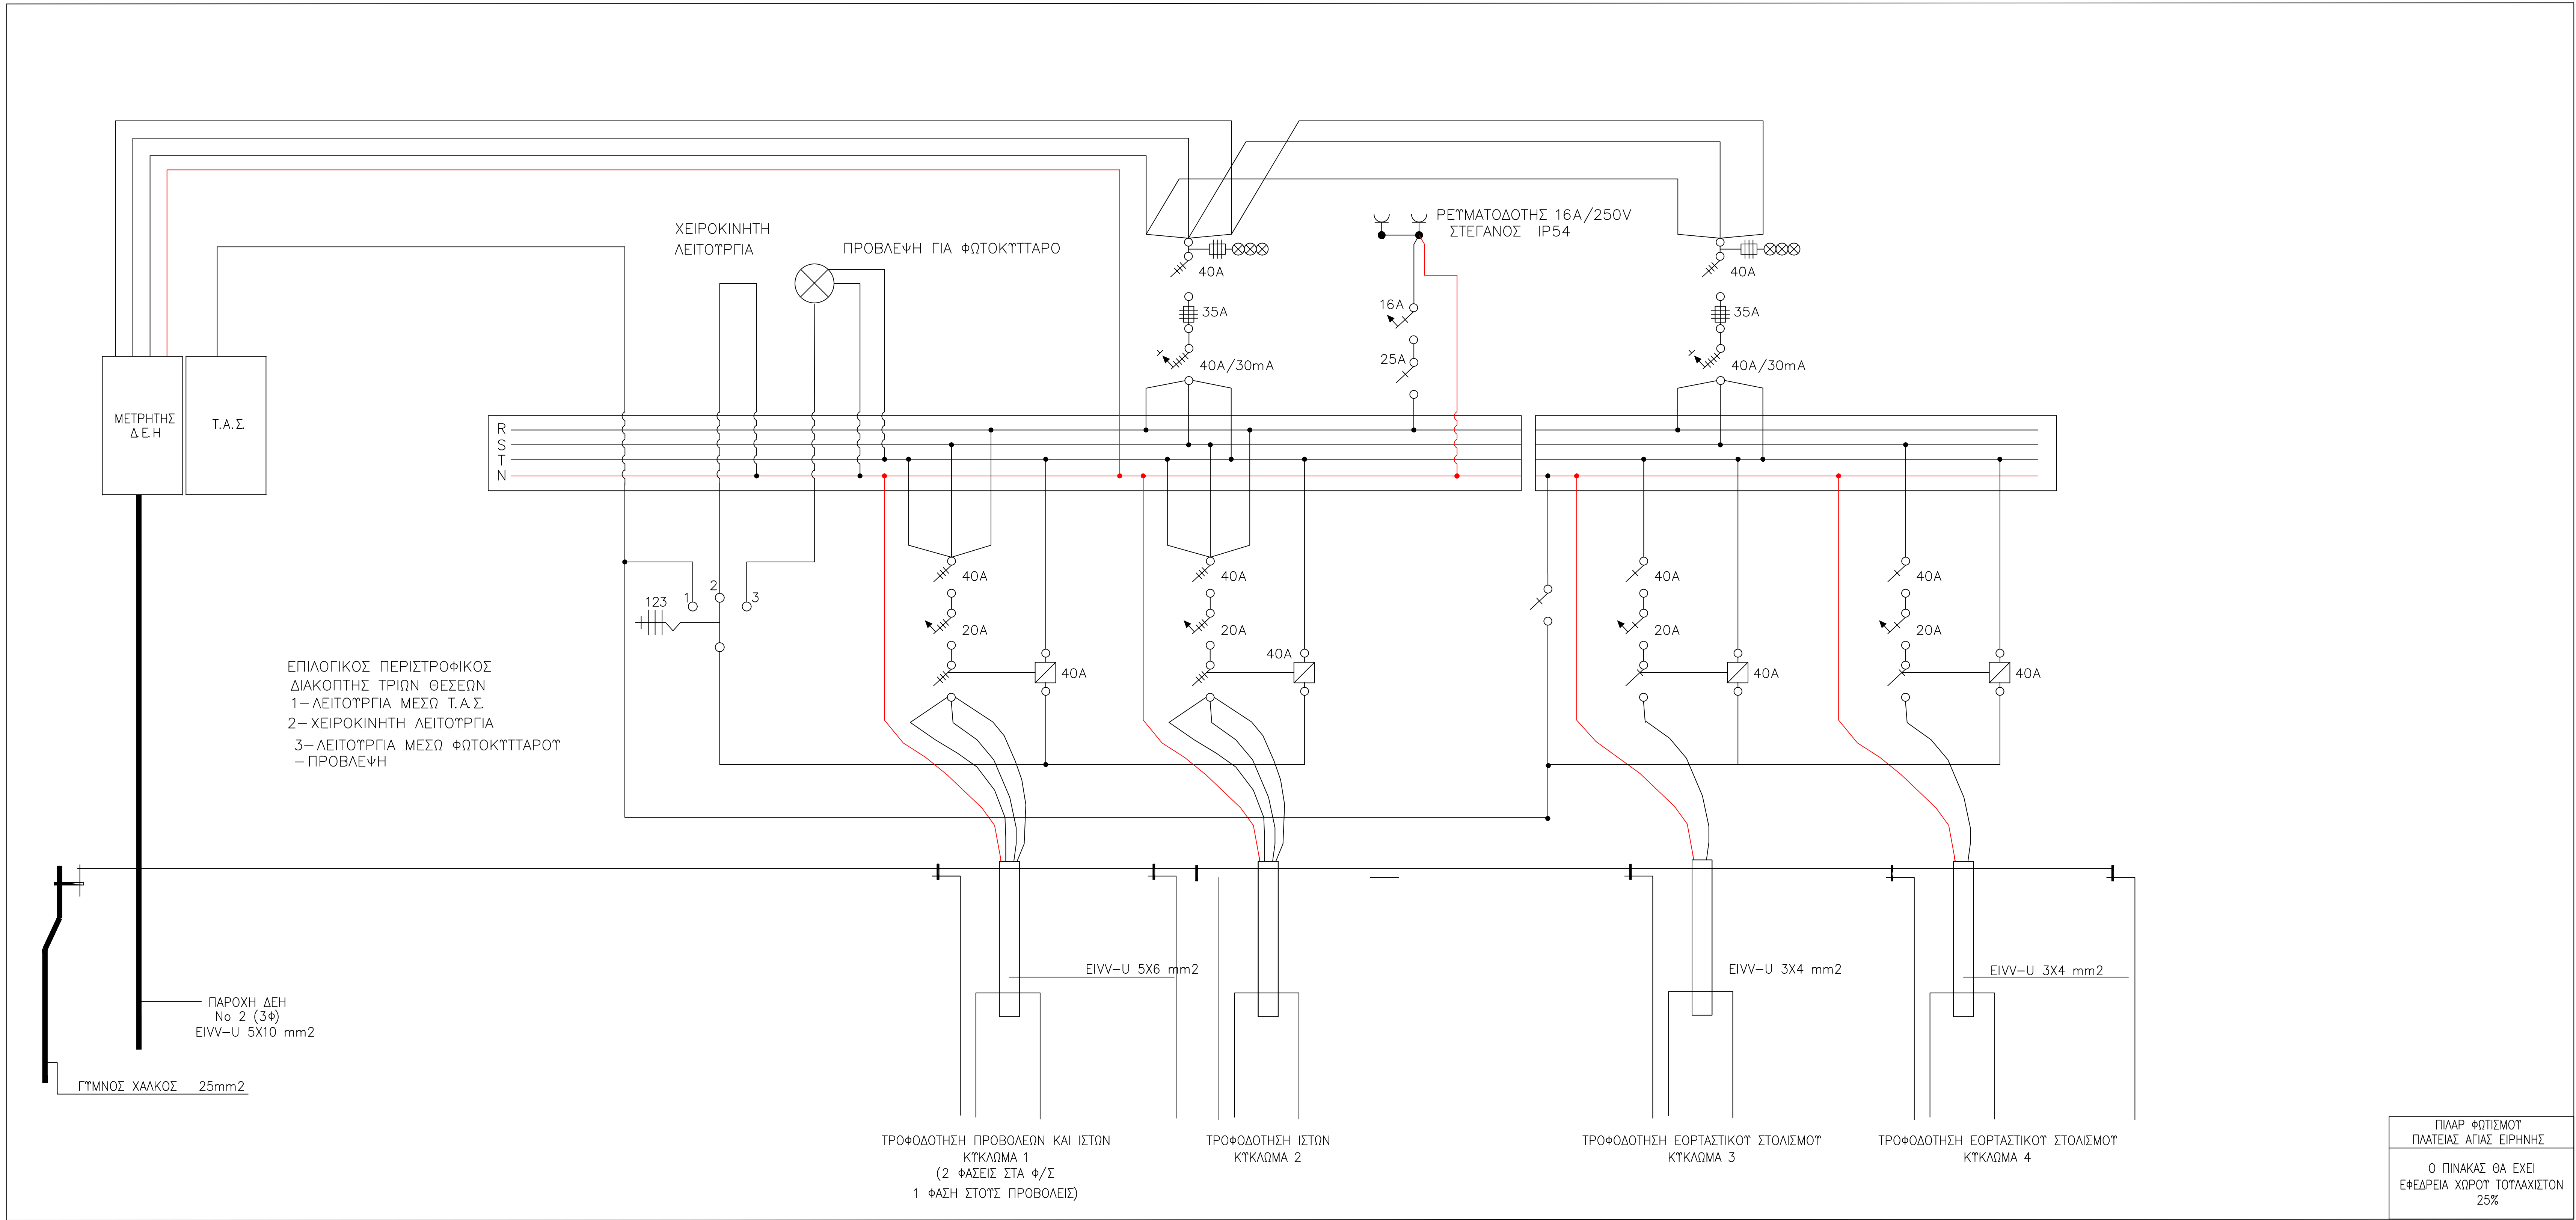 ΧΕΙΡΟΚΙΝΗΤΗ
ΛΕΙΤΟΥΡΓΙΑ
ΠΡΟΒΛΕΨΗ ΓΙΑ ΦΩΤΟΚΥΤΤΑΡΟ
ΡΕΥΜΑΤΟΔΟΤΗΣ 16A/250V
ΣΤΕΓΑΝΟΣ IP54
40A
40A
16A
35A
35A
25A
40A/30mA
40A/30mA
ΜΕΤΡΗΤΗΣ
Δ.Ε.Η
Τ.Α.Σ.
R
S
T
N
40A
40A
40A
40A
1
2
3
123
20A
20A
20A
20A
40A
40A
40A
40A
ΕΠΙΛΟΓΙΚΟΣ ΠΕΡΙΣΤΡΟΦΙΚΟΣ
ΔΙΑΚΟΠΤΗΣ ΤΡΙΩΝ ΘΕΣΕΩΝ
1-ΛΕΙΤΟΥΡΓΙΑ ΜΕΣΩ Τ.Α.Σ.
2-ΧΕΙΡΟΚΙΝΗΤΗ ΛΕΙΤΟΥΡΓΙΑ
3-ΛΕΙΤΟΥΡΓΙΑ ΜΕΣΩ ΦΩΤΟΚΥΤΤΑΡΟΥ
-ΠΡΟΒΛΕΨΗ
EIVV-U 5X6 mm2
EIVV-U 3X4 mm2
EIVV-U 3X4 mm2
ΠΑΡΟΧΗ ΔΕΗ
No 2 (3Φ)
EIVV-U 5X10 mm2
ΓΥΜΝΟΣ ΧΑΛΚΟΣ 25mm2
ΤΡΟΦΟΔΟΤΗΣΗ ΠΡΟΒΟΛΕΩΝ ΚΑΙ ΙΣΤΩΝ
ΚΥΚΛΩΜΑ 1
(2 ΦΑΣΕΙΣ ΣΤΑ Φ/Σ
1 ΦΑΣΗ ΣΤΟΥΣ ΠΡΟΒΟΛΕΙΣ)
ΤΡΟΦΟΔΟΤΗΣΗ ΙΣΤΩΝ
ΚΥΚΛΩΜΑ 2
ΤΡΟΦΟΔΟΤΗΣΗ ΕΟΡΤΑΣΤΙΚΟΥ ΣΤΟΛΙΣΜΟΥ
ΚΥΚΛΩΜΑ 3
ΤΡΟΦΟΔΟΤΗΣΗ ΕΟΡΤΑΣΤΙΚΟΥ ΣΤΟΛΙΣΜΟΥ
ΚΥΚΛΩΜΑ 4
ΠΙΛΑΡ ΦΩΤΙΣΜΟΥ
ΠΛΑΤΕΙΑΣ ΑΓΙΑΣ ΕΙΡΗΝΗΣ
Ο ΠΙΝΑΚΑΣ ΘΑ ΕΧΕΙ
ΕΦΕΔΡΕΙΑ ΧΩΡΟΥ ΤΟΥΛΑΧΙΣΤΟΝ
25%